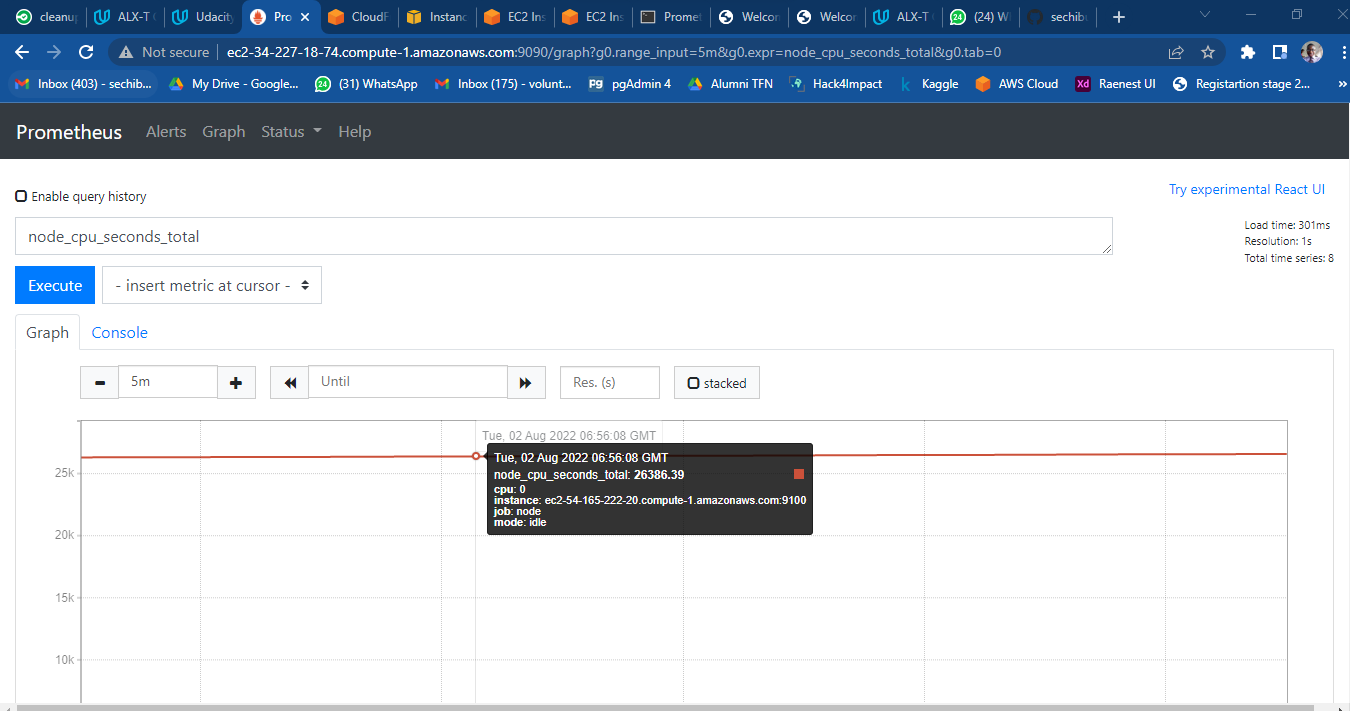 cleanup ALX-T Udacity Pro CloudF Instanc EC2 Ins EC2 Ins Promet Welcor Welcor ALX-T (24) W sechibu
Not secure ec2-34-227-18-74.compute-1.amazonaws.com:9090/graph?g0.range_input=5m&g0.expr=node_cpu_seconds_total&g0.tab=0
Inbox (403) - sechib... My Drive - Google... 24 (31) WhatsApp Inbox (175) - volunt... pg pgAdmin 4 Alumni TFN Hack4Impact k Kaggle AWS Cloud Xd Raenest UI Registartion stage 2... »
Prometheus Alerts Graph Status Help
Try experimental React UI
Enable query history
Load time: 301ms
node_cpu_seconds_total
Resolution: 1s
Total time series: 8
Execute - insert metric at cursor -
Graph Console
5m Until Res. (s) stacked
Tue, 02 Aug 2022 06:56:08 GMT
Tue, 02 Aug 2022 06:56:08 GMT
node_cpu_seconds_total: 26386.39
cpu: 0
instance: ec2-54-165-222-20.compute-1.amazonaws.com:9100
job: node
mode: idle
25k
20k
15k
10k